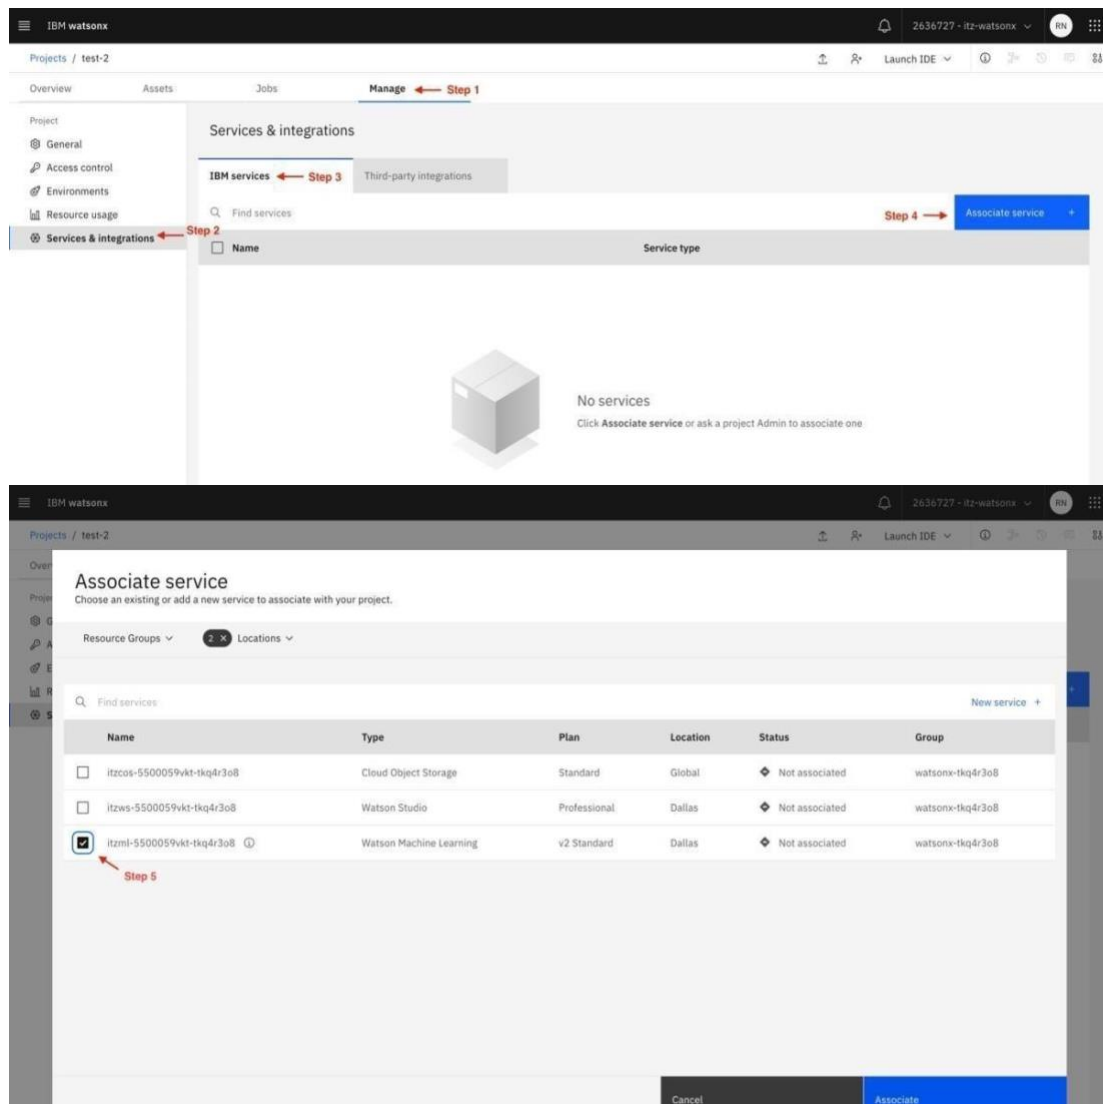 IBM watsonx 2636727 - itz-watsonx RN
Projects / test-2 Launch IDE
Overview Assets Jobs Manage Step 1
Project
General
Access control
Environments
Resource usage
Services & integrations Step 2
Services & integrations
IBM services Step 3 Third-party integrations
Find services Step 4 Associate service +
Name Service type
No services
Click Associate service or ask a project Admin to associate one
IBM watsonx 2636727 - itz-watsonx RN
Projects / test-2 Launch IDE
Associate service
Choose an existing or add a new service to associate with your project.
Resource Groups 2 × Locations
Find services New service +
Name Type Plan Location Status Group
itzcos-5500059vkt-tkq4r3o8 Cloud Object Storage Standard Global Not associated watsonx-tkq4r3o8
itzws-5500059vkt-tkq4r3o8 Watson Studio Professional Dallas Not associated watsonx-tkq4r3o8
itzml-5500059vkt-tkq4r3o8 Watson Machine Learning v2 Standard Dallas Not associated watsonx-tkq4r3o8
Step 5
Cancel Associate